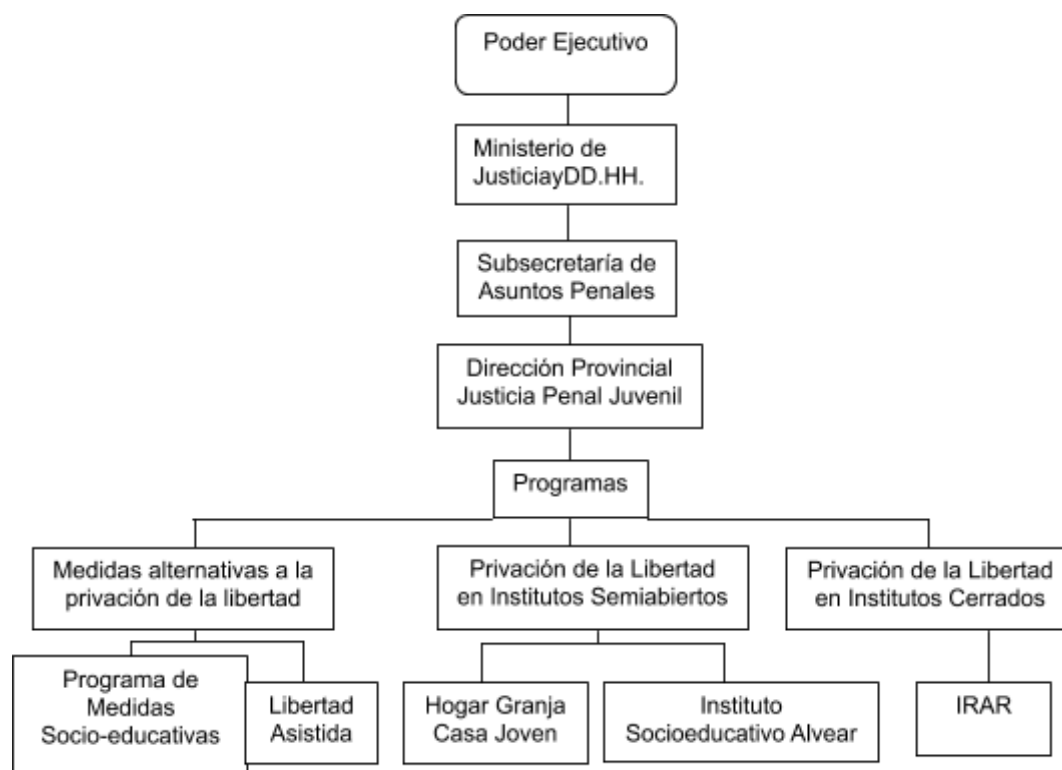 Poder Ejecutivo
Ministerio de
JusticiayDD.HH.
Subsecretaría de
Asuntos Penales
Dirección Provincial
Justicia Penal Juvenil
Programas
Medidas alternativas a la
privación de la libertad
Privación de la Libertad
en Institutos Semiabiertos
Privación de la Libertad
en Institutos Cerrados
Programa de
Medidas
Socio-educativas
Libertad
Asistida
Hogar Granja
Casa Joven
Instituto
Socioeducativo Alvear
IRAR